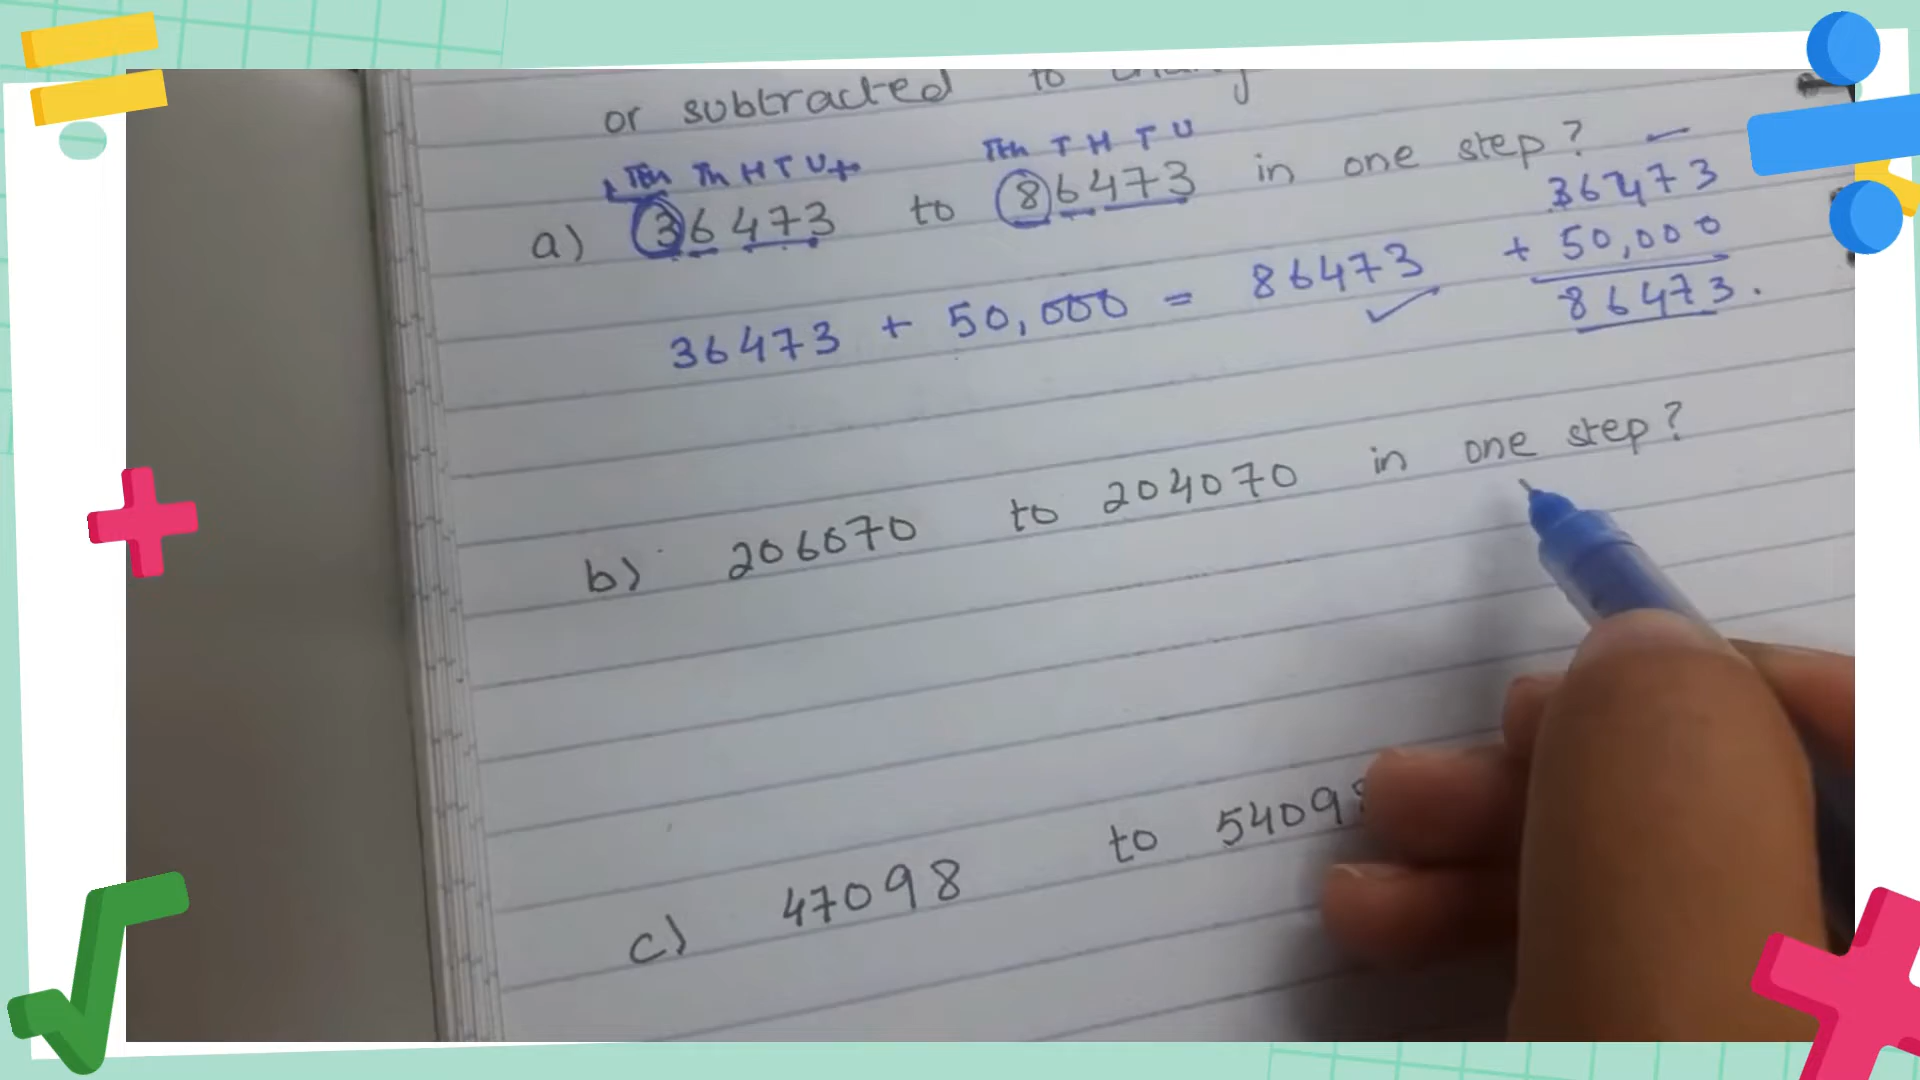 or subtracted to
TTh Th H T U
TTh T H T U
a) 36473 to 86473 in one step?
36473
+ 50,000
86473.
36473 + 50,000 = 86473
b) 206070 to 204070 in one step?
c) 47098 to 5409